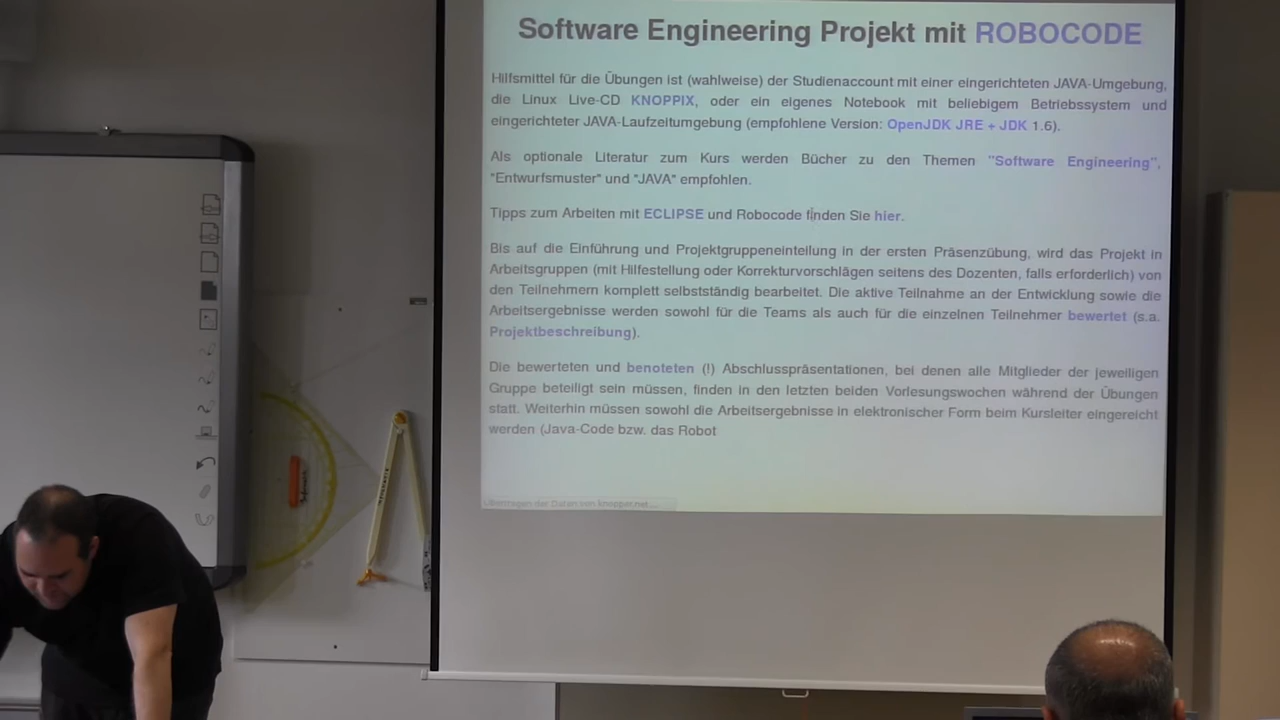 Software Engineering Projekt mit ROBOCODE
Hilfsmittel für die Übungen ist (wahlweise) der Studienaccount mit einer eingerichteten JAVA-Umgebung,
die Linux Live-CD KNOPPIX, oder ein eigenes Notebook mit beliebigem Betriebssystem und
eingerichteter JAVA-Laufzeitumgebung (empfohlene Version: OpenJDK JRE + JDK 1.6).
Als optionale Literatur zum Kurs werden Bücher zu den Themen "Software Engineering",
"Entwurfsmuster" und "JAVA" empfohlen.
Tipps zum Arbeiten mit ECLIPSE und Robocode finden Sie hier.
Bis auf die Einführung und Projektgruppeneinteilung in der ersten Präsenzübung, wird das Projekt in
Arbeitsgruppen (mit Hilfestellung oder Korrekturvorschlägen seitens des Dozenten, falls erforderlich) von
den Teilnehmern komplett selbstständig bearbeitet. Die aktive Teilnahme an der Entwicklung sowie die
Arbeitsergebnisse werden sowohl für die Teams als auch für die einzelnen Teilnehmer bewertet (s.a.
Projektbeschreibung).
Die bewerteten und benoteten (!) Abschlusspräsentationen, bei denen alle Mitglieder der jeweiligen
Gruppe beteiligt sein müssen, finden in den letzten beiden Vorlesungswochen während der Übungen
statt. Weiterhin müssen sowohl die Arbeitsergebnisse in elektronischer Form beim Kursleiter eingereicht
werden (Java-Code bzw. das Robot
Übertragen der Daten von knopper.net...